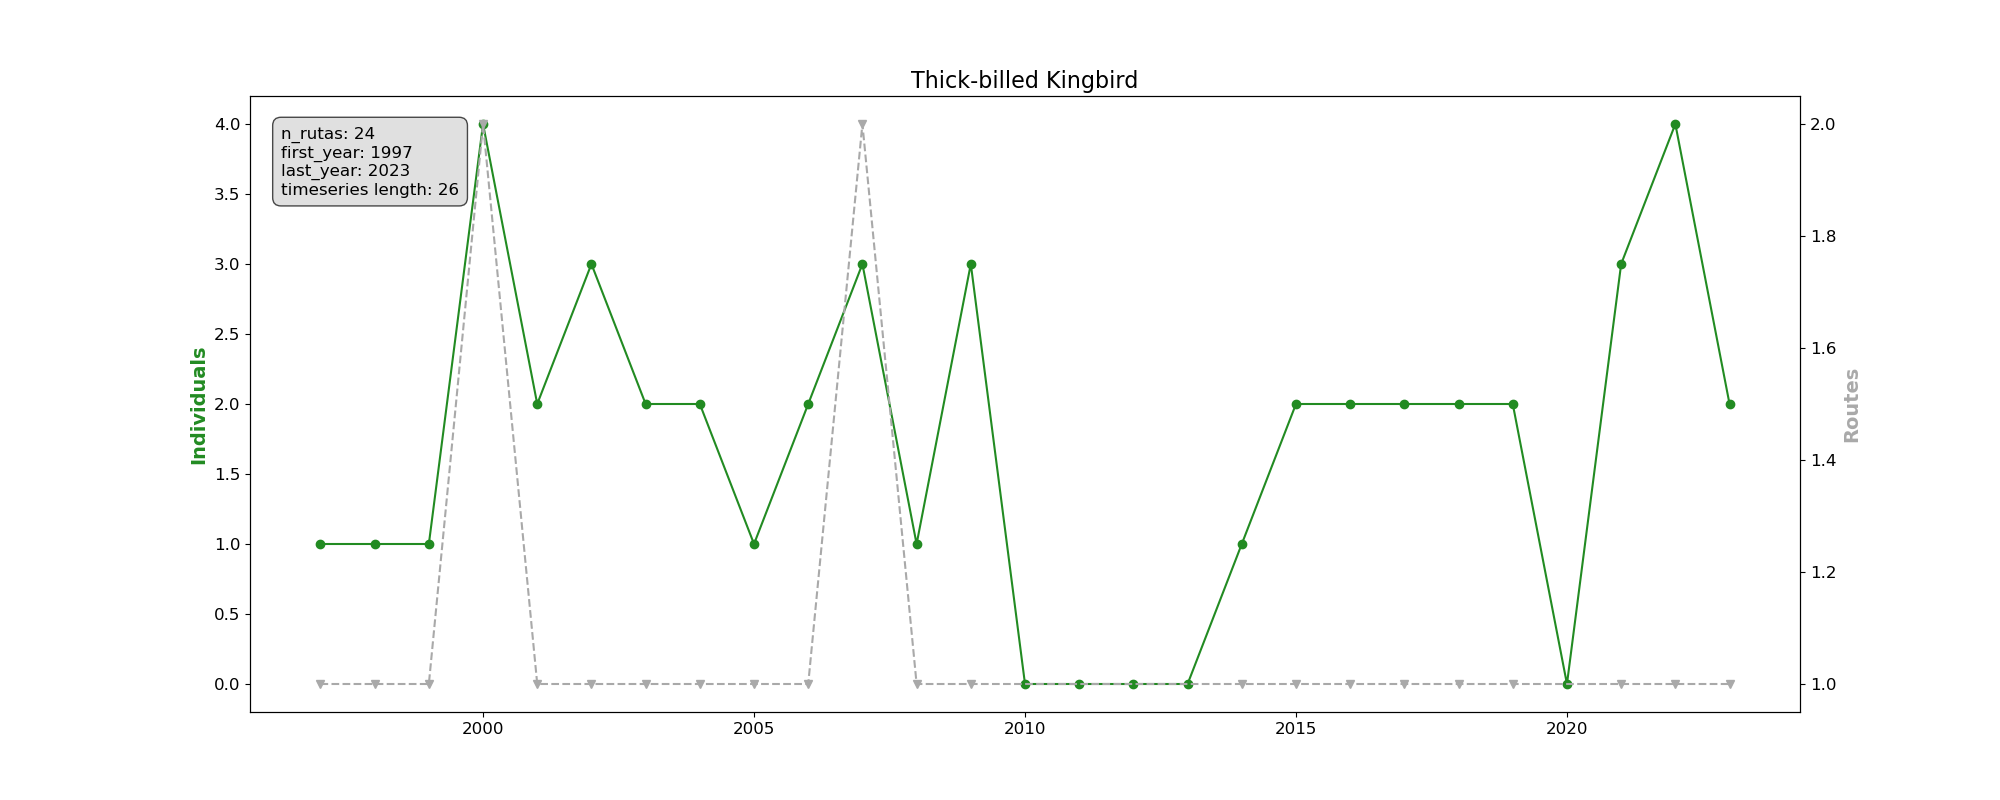 Thick-billed Kingbird
n_rutas: 24
first_year: 1997
last_year: 2023
timeseries length: 26
Individuals
4.0
3.5
3.0
2.5
2.0
1.5
1.0
0.5
0.0
2000
2005
2010
2015
2020
2.0
1.8
1.6
1.4
1.2
1.0
Routes